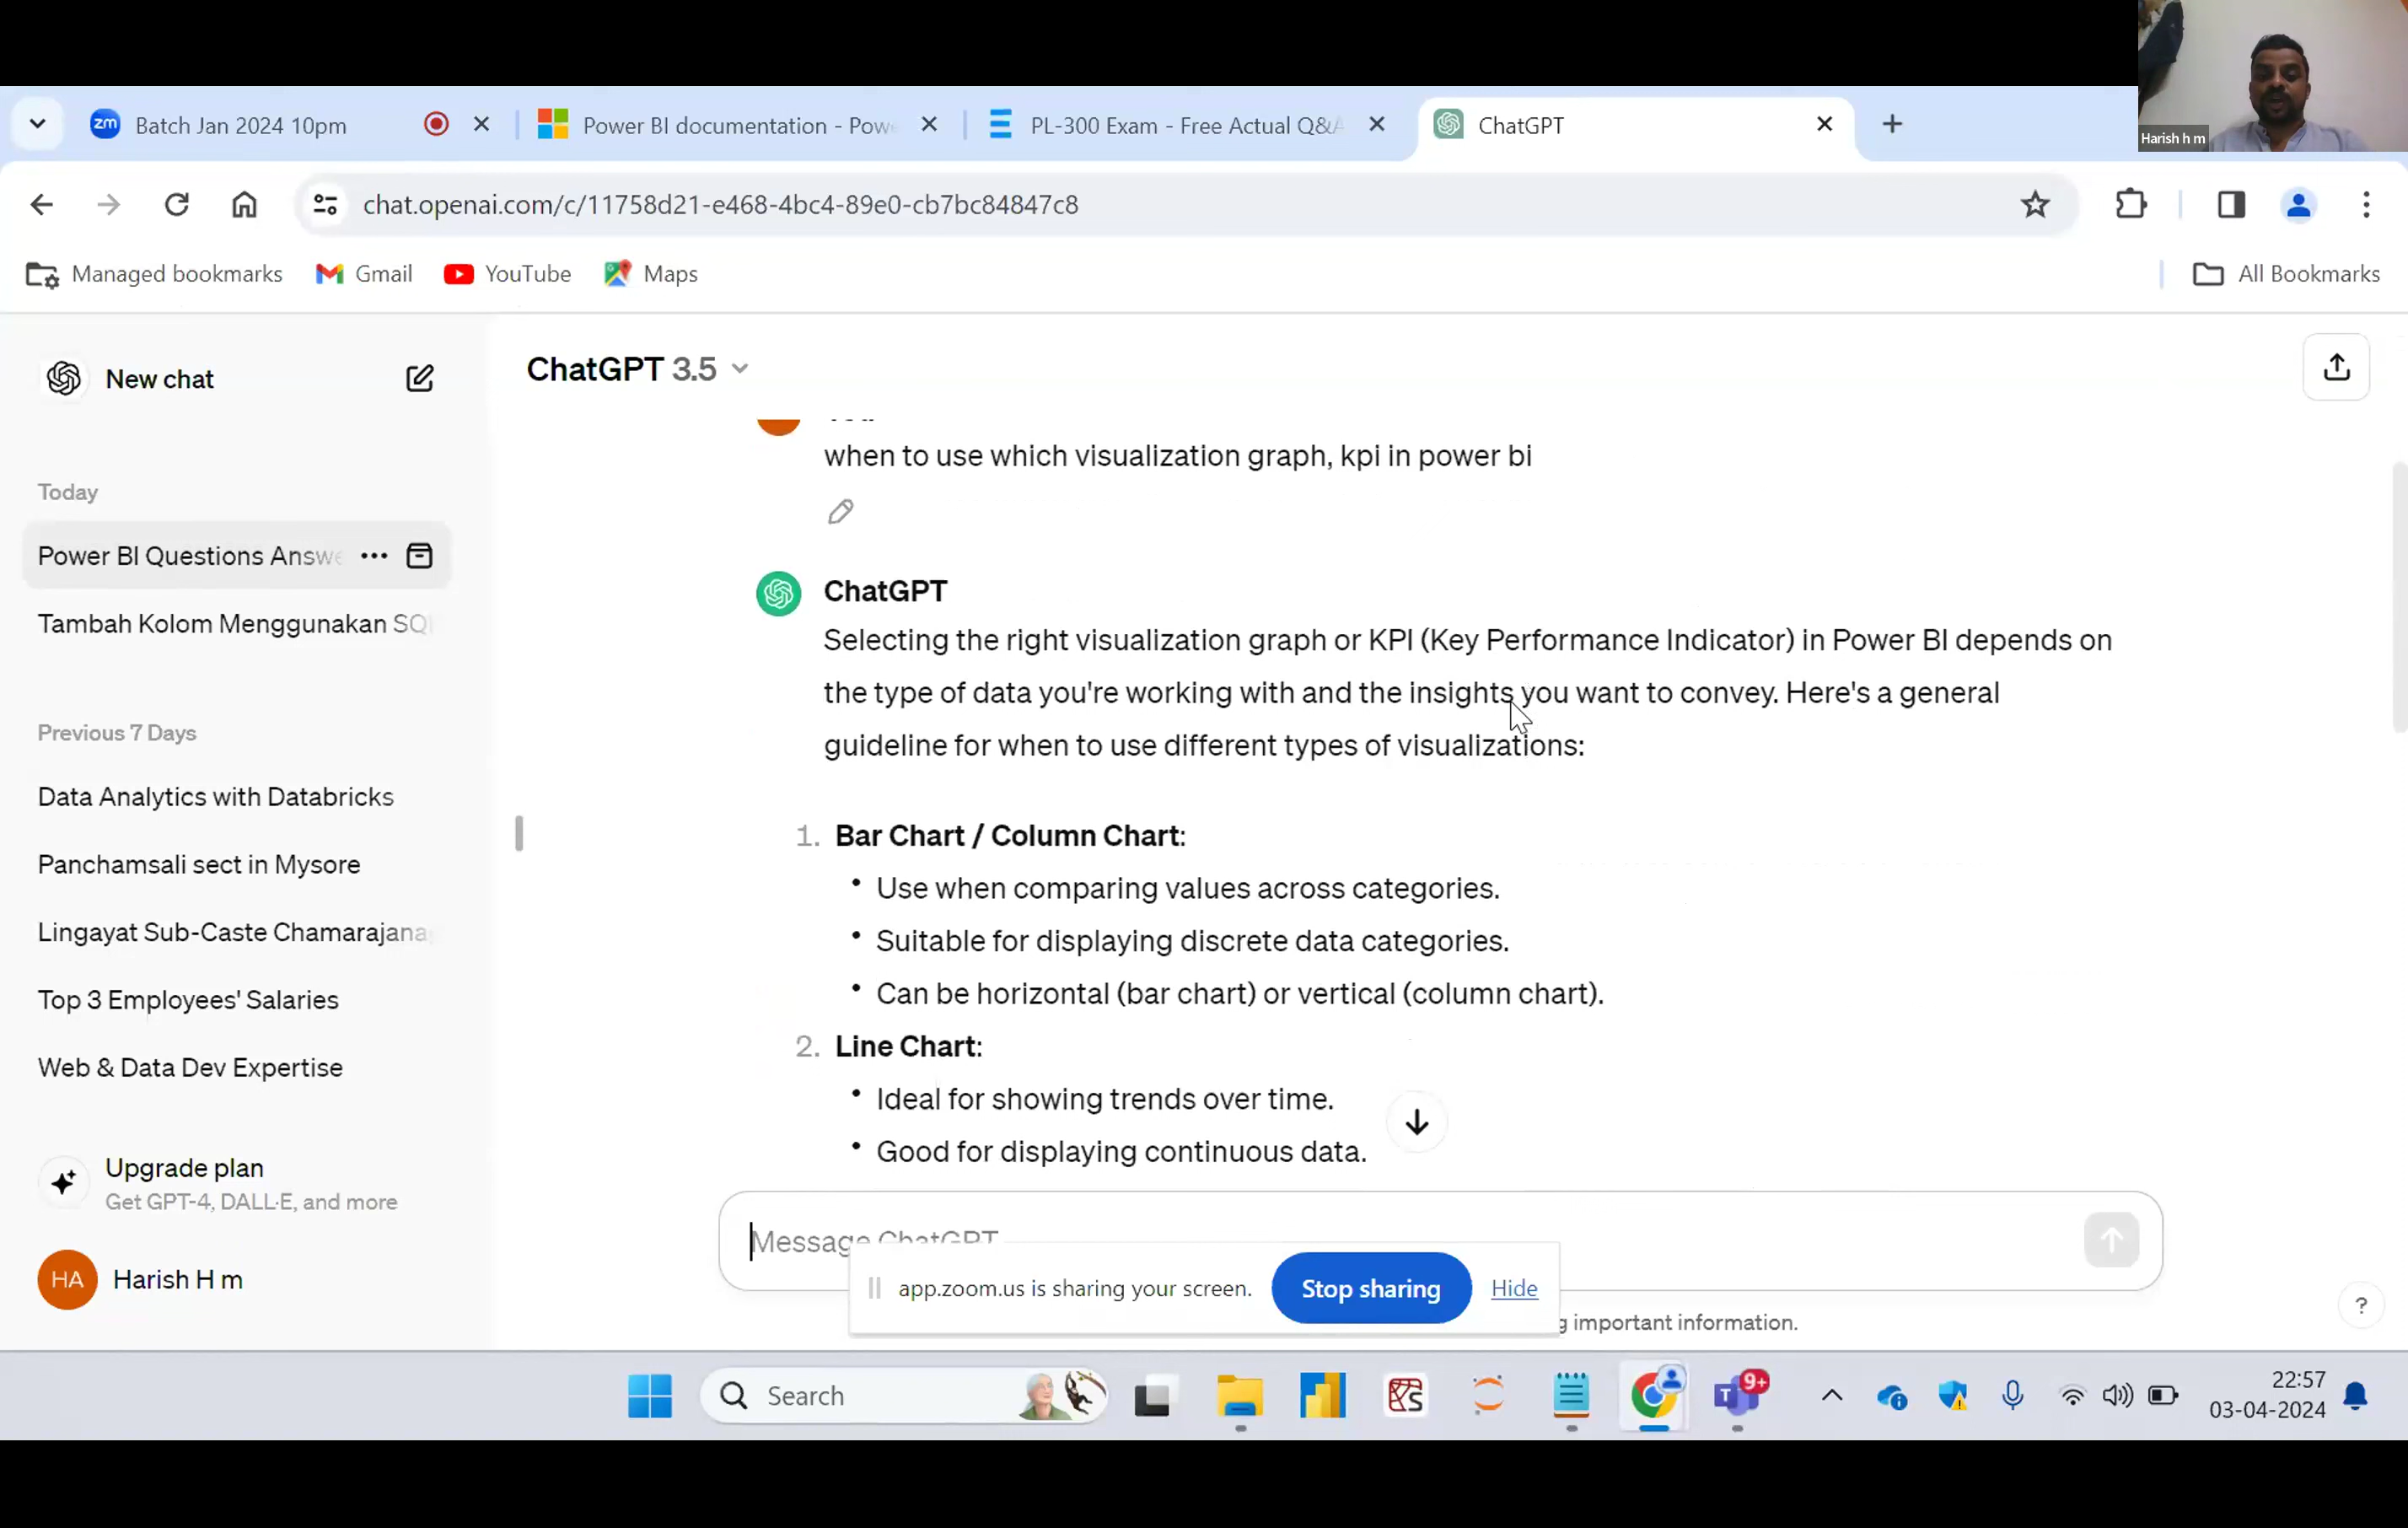 Harish h m
Batch Jan 2024 10pm
Power BI documentation - Pow
PL-300 Exam - Free Actual Q&
ChatGPT
chat.openai.com/c/11758d21-e468-4bc4-89e0-cb7bc84847c8
Managed bookmarks
Gmail
YouTube
Maps
All Bookmarks
New chat
Today
Power BI Questions Answe
Tambah Kolom Menggunakan SQ
Previous 7 Days
Data Analytics with Databricks
Panchamsali sect in Mysore
Lingayat Sub-Caste Chamarajana
Top 3 Employees' Salaries
Web & Data Dev Expertise
Upgrade plan
Get GPT-4, DALL·E, and more
HA
Harish H m
ChatGPT 3.5
when to use which visualization graph, kpi in power bi
ChatGPT
Selecting the right visualization graph or KPI (Key Performance Indicator) in Power BI depends on
the type of data you're working with and the insights you want to convey. Here's a general
guideline for when to use different types of visualizations:
1. Bar Chart / Column Chart:
• Use when comparing values across categories.
• Suitable for displaying discrete data categories.
• Can be horizontal (bar chart) or vertical (column chart).
2. Line Chart:
• Ideal for showing trends over time.
• Good for displaying continuous data.
Message ChatGPT
app.zoom.us is sharing your screen.
Stop sharing
Hide
g important information.
?
Search
9+
22:57
03-04-2024